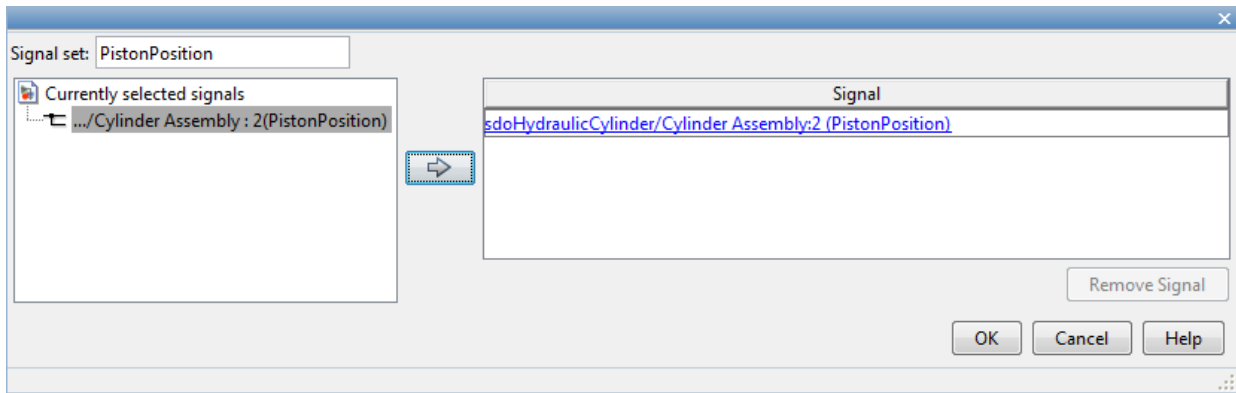 Signal set: PistonPosition
Currently selected signals
.../Cylinder Assembly : 2(PistonPosition)
Signal
sdoHydraulicCylinder/Cylinder Assembly:2 (PistonPosition)
Remove Signal
OK Cancel Help